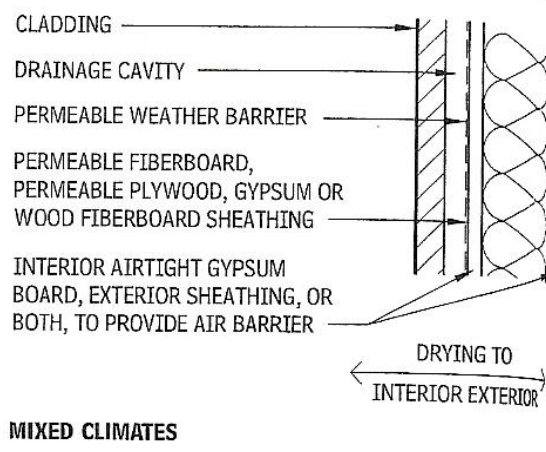 CLADDING
DRAINAGE CAVITY
PERMEABLE WEATHER BARRIER
PERMEABLE FIBERBOARD,
PERMEABLE PLYWOOD, GYPSUM OR
WOOD FIBERBOARD SHEATHING
INTERIOR AIRTIGHT GYPSUM
BOARD, EXTERIOR SHEATHING, OR
BOTH, TO PROVIDE AIR BARRIER
DRYING TO
INTERIOR EXTERIOR
MIXED CLIMATES